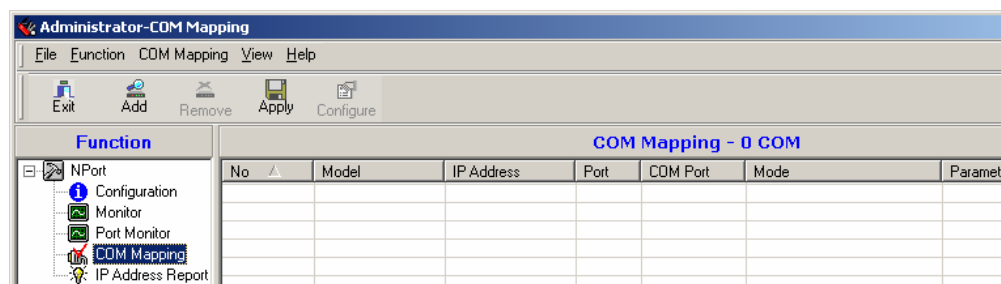 Administrator-COM Mapping
File Function COM Mapping View Help
Exit Add Remove Apply Configure
Function
COM Mapping - 0 COM
No Model IP Address Port COM Port Mode Paramet
NPort
Configuration
Monitor
Port Monitor
COM Mapping
IP Address Report